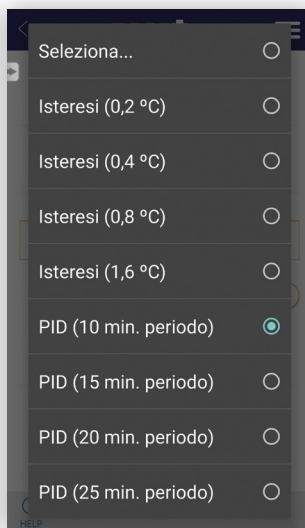 Seleziona...
Isteresi (0,2 ºC)
Isteresi (0,4 ºC)
Isteresi (0,8 ºC)
Isteresi (1,6 ºC)
PID (10 min. periodo)
PID (15 min. periodo)
PID (20 min. periodo)
PID (25 min. periodo)
HELP